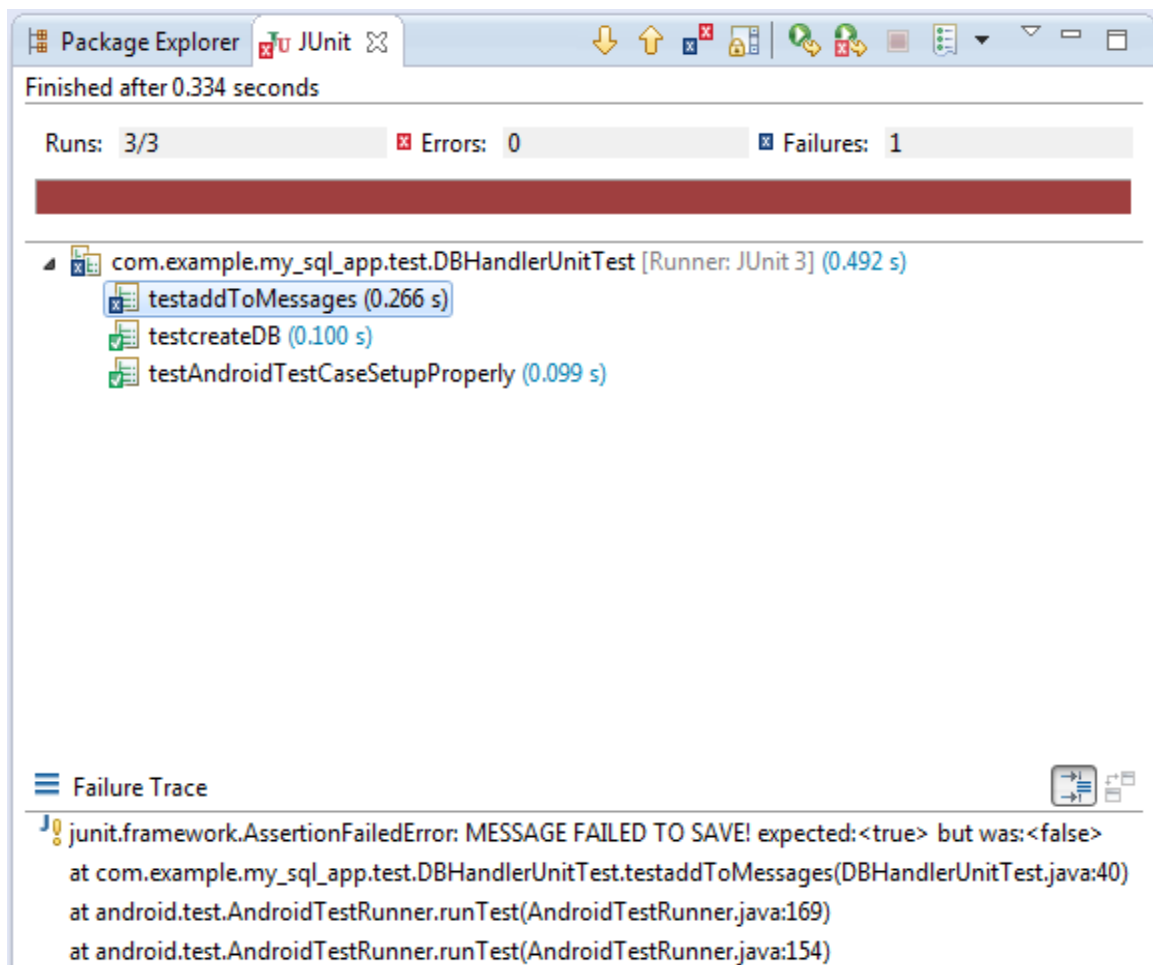 Package Explorer JUnit
Finished after 0.334 seconds
Runs: 3/3 Errors: 0 Failures: 1
com.example.my_sql_app.test.DBHandlerUnitTest [Runner: JUnit 3] (0.492 s)
testaddToMessages (0.266 s)
testcreateDB (0.100 s)
testAndroidTestCaseSetupProperly (0.099 s)
Failure Trace
junit.framework.AssertionFailedError: MESSAGE FAILED TO SAVE! expected:<true> but was:<false>
at com.example.my_sql_app.test.DBHandlerUnitTest.testaddToMessages(DBHandlerUnitTest.java:40)
at android.test.AndroidTestRunner.runTest(AndroidTestRunner.java:169)
at android.test.AndroidTestRunner.runTest(AndroidTestRunner.java:154)